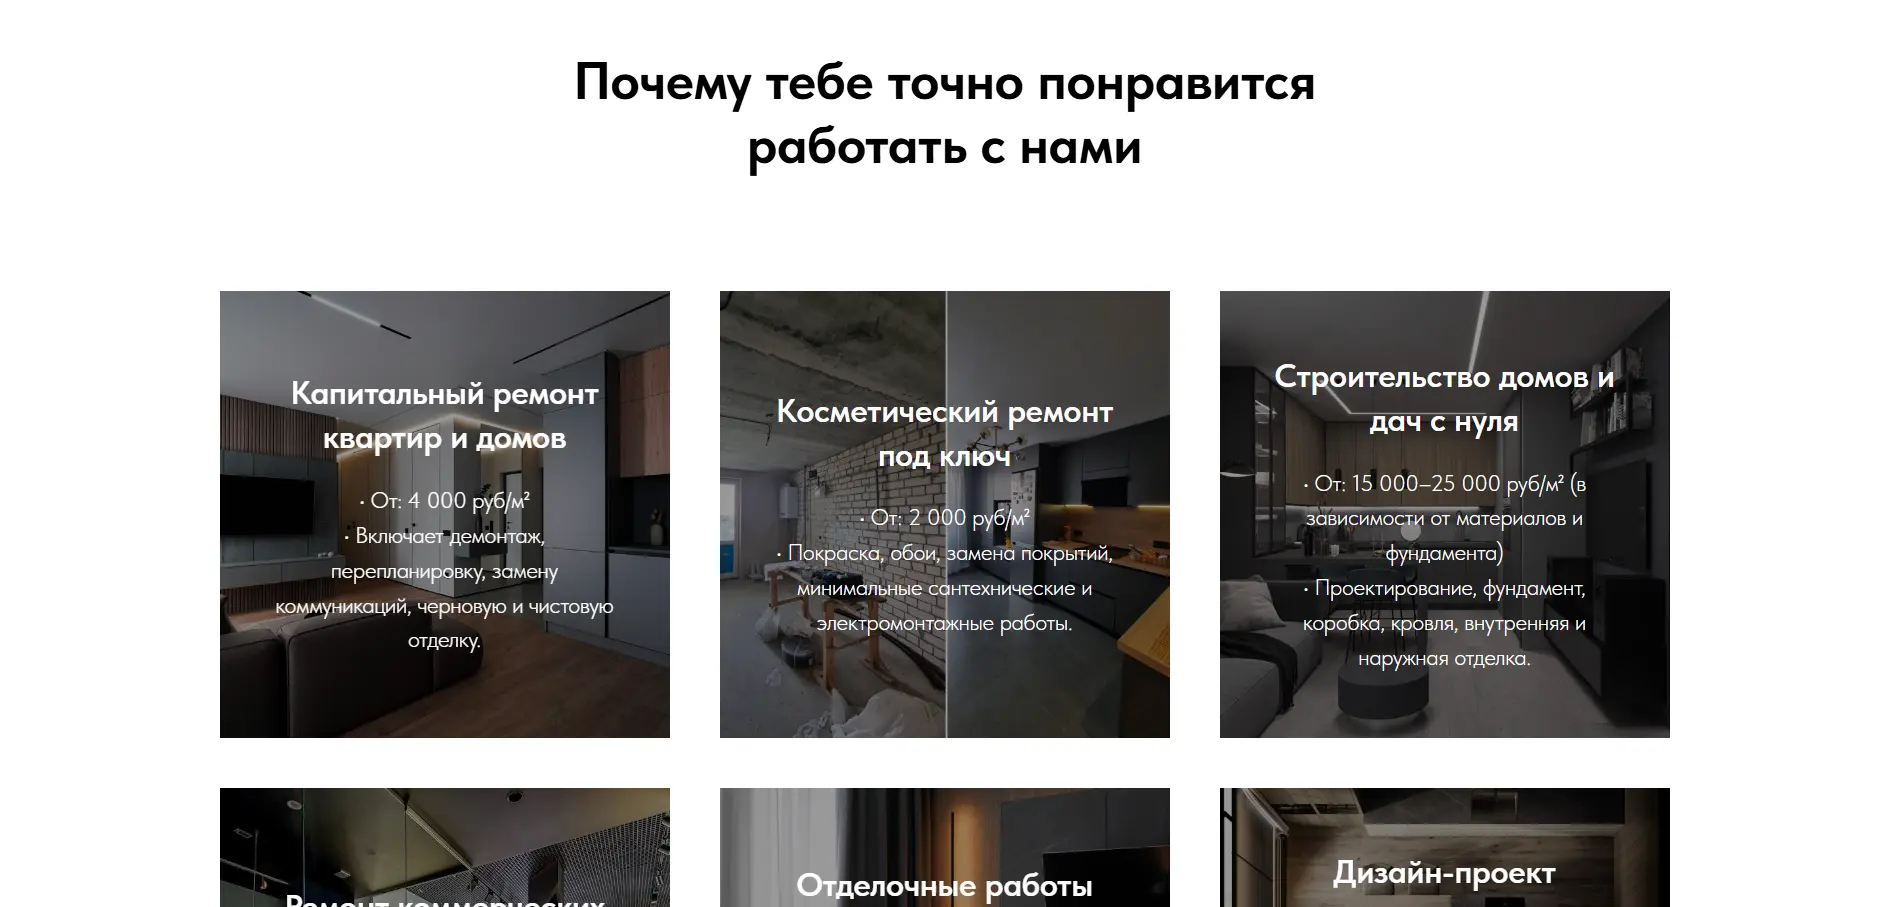 Почему тебе точно понравится
работать с нами
Капитальный ремонт
квартир и домов
• От: 4 000 руб/м²
• Включает демонтаж,
перепланировку, замену
коммуникаций, черновую и чистовую
отделку.
Косметический ремонт
под ключ
• От: 2 000 руб/м²
• Покраска, обои, замена покрытий,
минимальные сантехнические и
электромонтажные работы.
Строительство домов и
дач с нуля
• От: 15 000–25 000 руб/м² (в
зависимости от материалов и
фундамента)
• Проектирование, фундамент,
коробка, кровля, внутренняя и
наружная отделка.
Ремонт коммерческих
Отделочные работы
Дизайн-проект